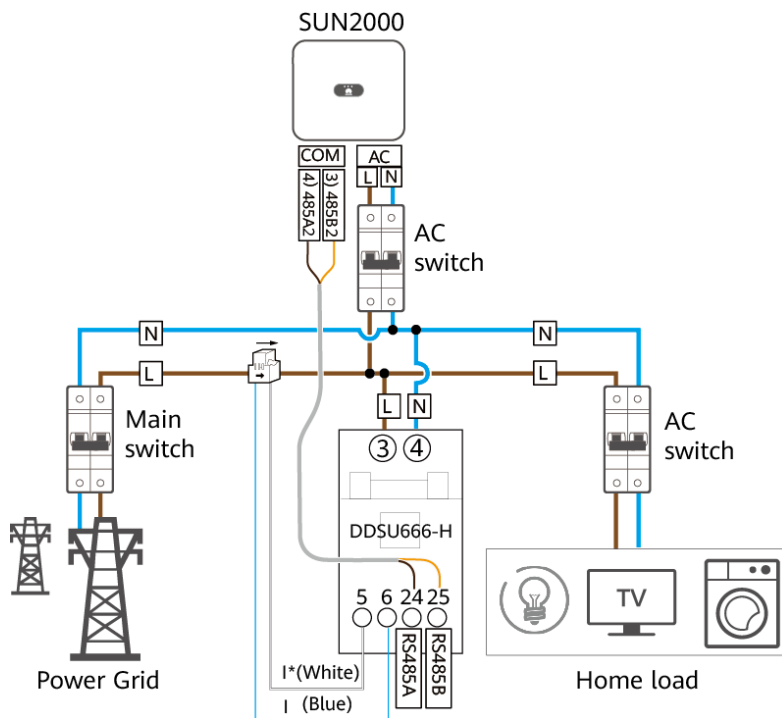 SUN2000
COM
AC
4) 485A2
3) 485B2
L
N
AC
switch
N
N
L
L
Main
switch
L
N
AC
switch
3
4
DDSU666-H
TV
5
6
24
25
RS485A
RS485B
I*(White)
I (Blue)
Power Grid
Home load